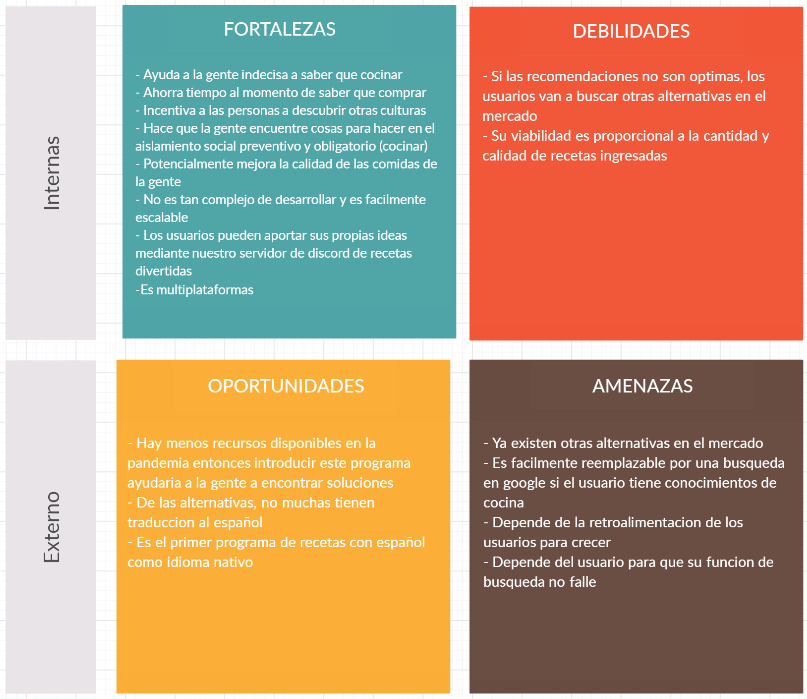 Internas
FORTALEZAS
- Ayuda a la gente indecisa a saber que cocinar
- Ahorra tiempo al momento de saber que comprar
- Incentiva a las personas a descubrir otras culturas
- Hace que la gente encuentre cosas para hacer en el
aislamiento social preventivo y obligatorio (cocinar)
- Potencialmente mejora la calidad de las comidas de
la gente
- No es tan complejo de desarrollar y es facilmente
escalable
- Los usuarios pueden aportar sus propias ideas
mediante nuestro servidor de discord de recetas
divertidas
-Es multiplataformas
DEBILIDADES
- Si las recomendaciones no son optimas, los
usuarios van a buscar otras alternativas en el
mercado
- Su viabilidad es proporcional a la cantidad y
calidad de recetas ingresadas
Externo
OPORTUNIDADES
- Hay menos recursos disponibles en la
pandemia entonces introducir este programa
ayudaria a la gente a encontrar soluciones
- De las alternativas, no muchas tienen
traduccion al español
- Es el primer programa de recetas con español
como idioma nativo
AMENAZAS
- Ya existen otras alternativas en el mercado
- Es facilmente reemplazable por una busqueda
en google si el usuario tiene conocimientos de
cocina
- Depende de la retroalimentacion de los
usuarios para crecer
- Depende del usuario para que su funcion de
busqueda no falle